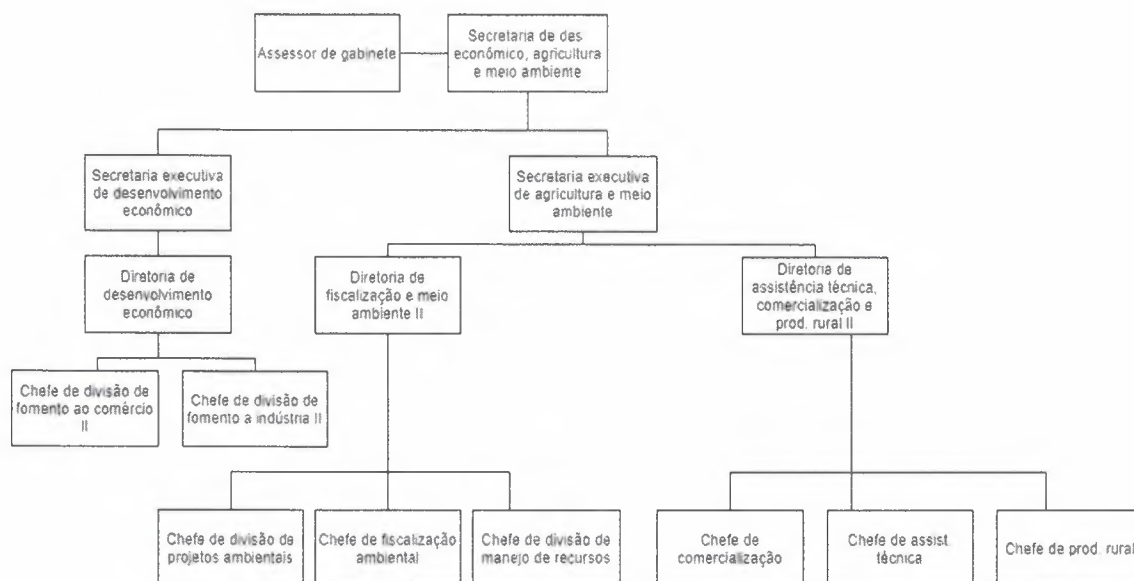 Assessor de gabinete
Secretaria de des
econômico, agricultura
e meio ambiente
Secretaria executiva
de desenvolvimento
econômico
Secretaria executiva
de agricultura e meio
ambiente
Diretoria de
desenvolvimento
econômico
Diretoria de
fiscalização e meio
ambiente II
Diretoria de
assistência técnica,
comercialização e
prod. rural II
Chefe de divisão de
fomento ao comércio
II
Chefe de divisão de
fomento a indústria II
Chefe de divisão de
projetos ambientais
Chefe de fiscalização
ambiental
Chefe de divisão de
manejo de recursos
Chefe de
comercialização
Chefe de assist.
técnica
Chefe de prod. rural